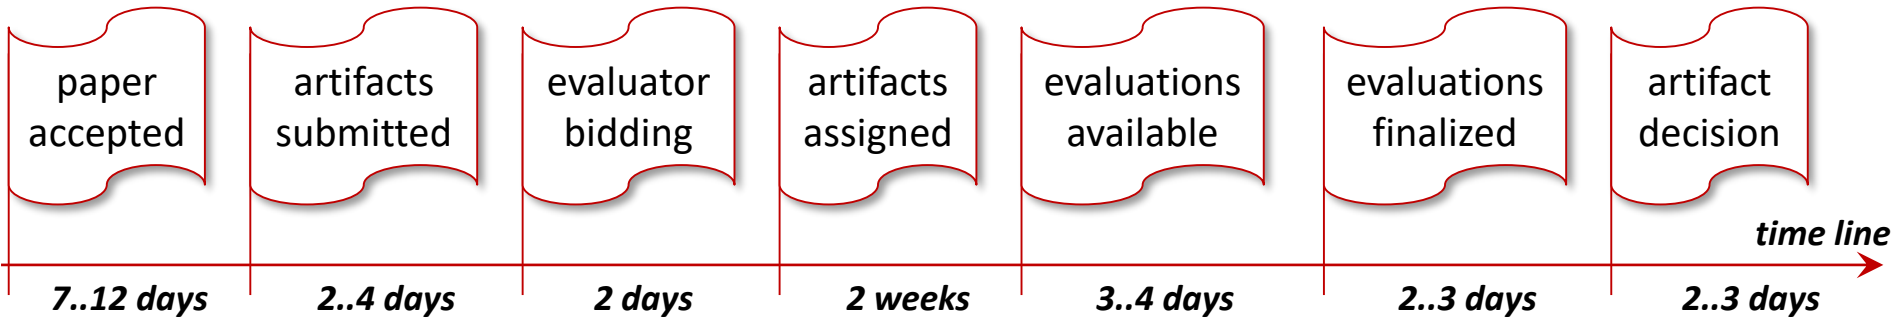 paper
accepted
artifacts
submitted
evaluator
bidding
artifacts
assigned
evaluations
available
evaluations
finalized
artifact
decision
time line
7..12 days
2..4 days
2 days
2 weeks
3..4 days
2..3 days
2..3 days